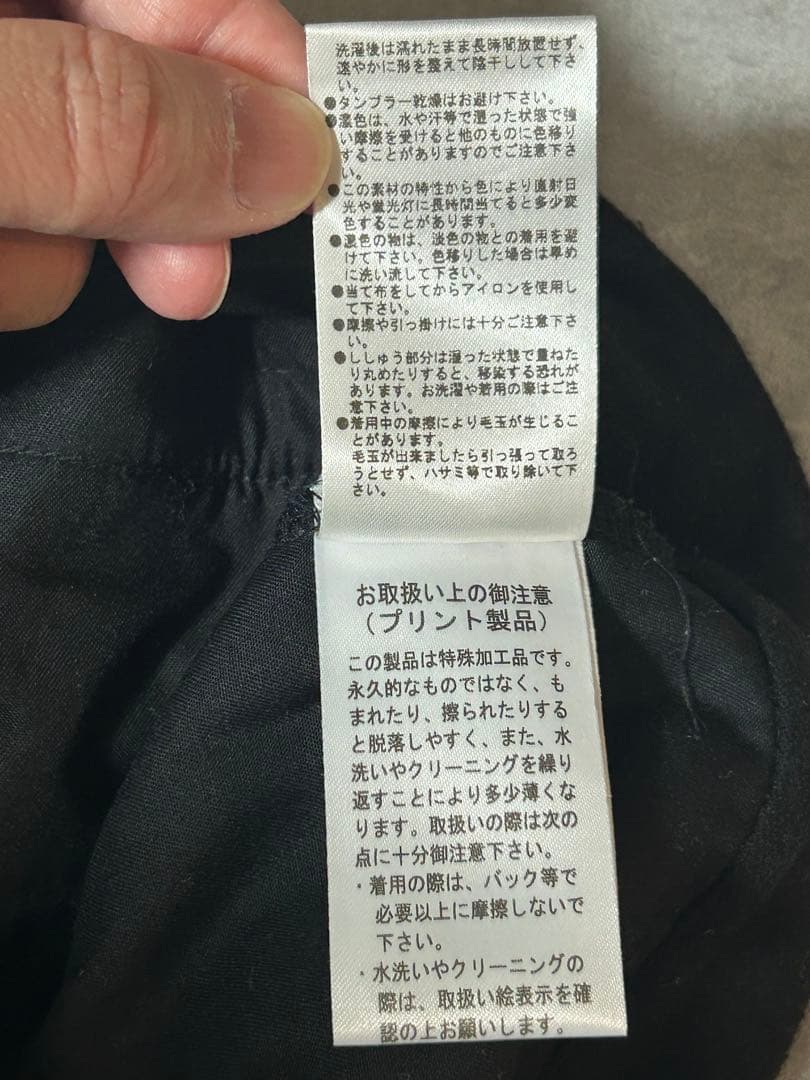 洗濯後は濡れたまま長時間放置せず、
速やかに形を整えて陰干しして下さ
い。
●タンブラー乾燥はお避け下さい。
●濃色は、水や汗等で湿った状態で強
い摩擦を受けると他のものに色移り
することがありますのでご注意下さ
い。
●この素材の特性から色により直射日
光や蛍光灯に長時間当てると多少変
色することがあります。
●濃色の物は、淡色の物との着用を避
けて下さい。色移りした場合は早め
に洗い流して下さい。
●当て布をしてからアイロンを使用し
て下さい。
●摩擦や引っ掛けには十分ご注意下さ
い。
●ししゅう部分は湿った状態で重ねた
り丸めたりすると、移染する恐れが
あります。お洗濯や着用の際はご注
意下さい。
●着用中の摩擦により毛玉が生じるこ
とがあります。
毛玉が出来ましたら引っ張って取ろ
うとせず、ハサミ等で取り除いて下
さい。
お取扱い上の御注意
(プリント製品)
この製品は特殊加工品です。
永久的なものではなく、も
まれたり、擦られたりする
と脱落しやすく、また、水
洗いやクリーニングを繰り
返すことにより多少薄くな
ります。取扱いの際は次の
点に十分御注意下さい。
・着用の際は、バック等で
必要以上に摩擦しないで
下さい。
・水洗いやクリーニングの
際は、取扱い絵表示を確
認の上お願いします。